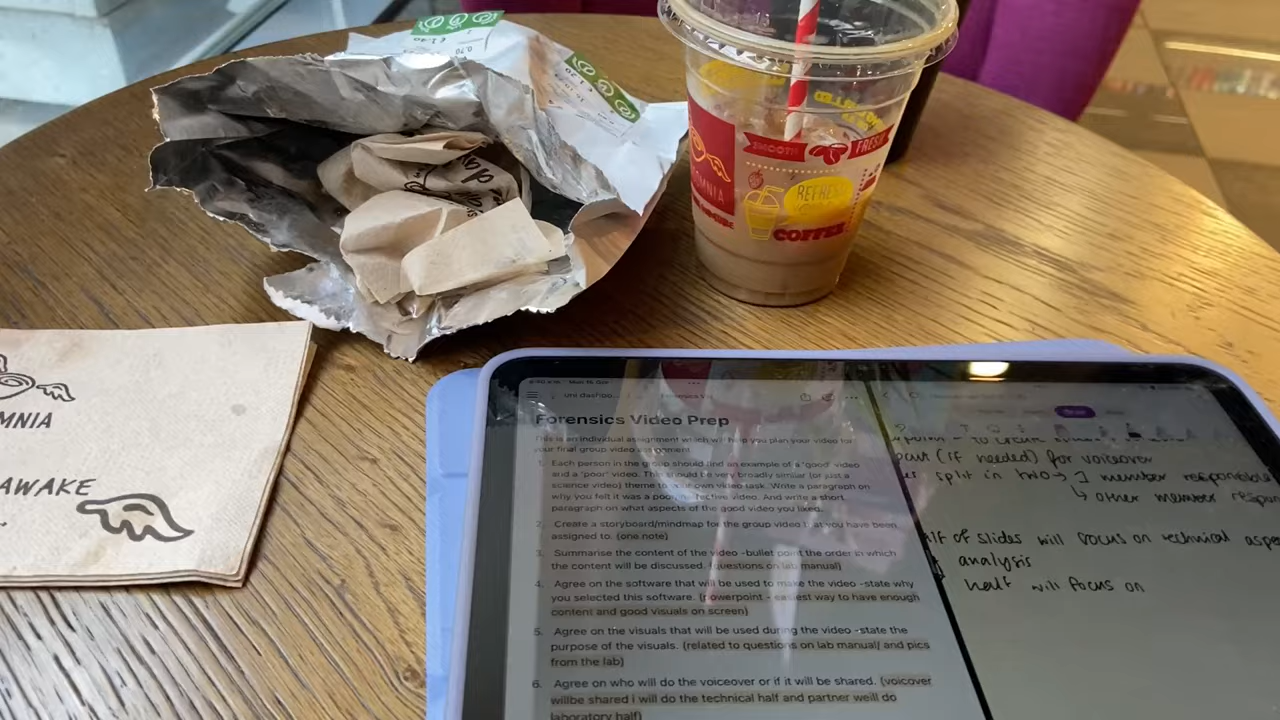 €1.40
SMOOTH
FRESH
REFRESH
COFFEE
MNIA
AWAKE
Forensics Video Prep
This is an individual assignment which will help you plan your video for
your final group video assignment
1. Each person in the group should find an example of a "good" video
and a "poor" video. This should be very broadly similar (or just a
science video) theme to your own video task. Write a paragraph on
why you felt it was a poor/effective video. And write a short
paragraph on what aspects of the good video you liked.
2. Create a storyboard/mindmap for the group video that you have been
assigned to. (one note)
3. Summarise the content of the video -bullet point the order in which
the content will be discussed. (questions on lab manual)
4. Agree on the software that will be used to make the video -state why
you selected this software. (powerpoint - easiest way to have enough
content and good visuals on screen)
5. Agree on the visuals that will be used during the video -state the
purpose of the visuals. (related to questions on lab manual/ and pics
from the lab)
6. Agree on who will do the voiceover or if it will be shared. (voicover
willbe shared i will do the technical half and partner weill do
laboratory half)
(if needed) for voiceover
split in two → 1 member responsible
↳ other member respon
of slides will focus on technical aspe
analysis
half will focus on